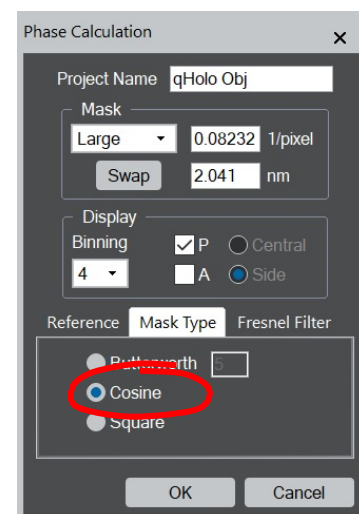 Phase Calculation
Project Name qHolo Obj
Mask
Large 0.08232 1/pixel
Swap 2.041 nm
Display
Binning P Central
4 A Side
Reference Mask Type Fresnel Filter
Butterworth 5
Cosine
Square
OK Cancel